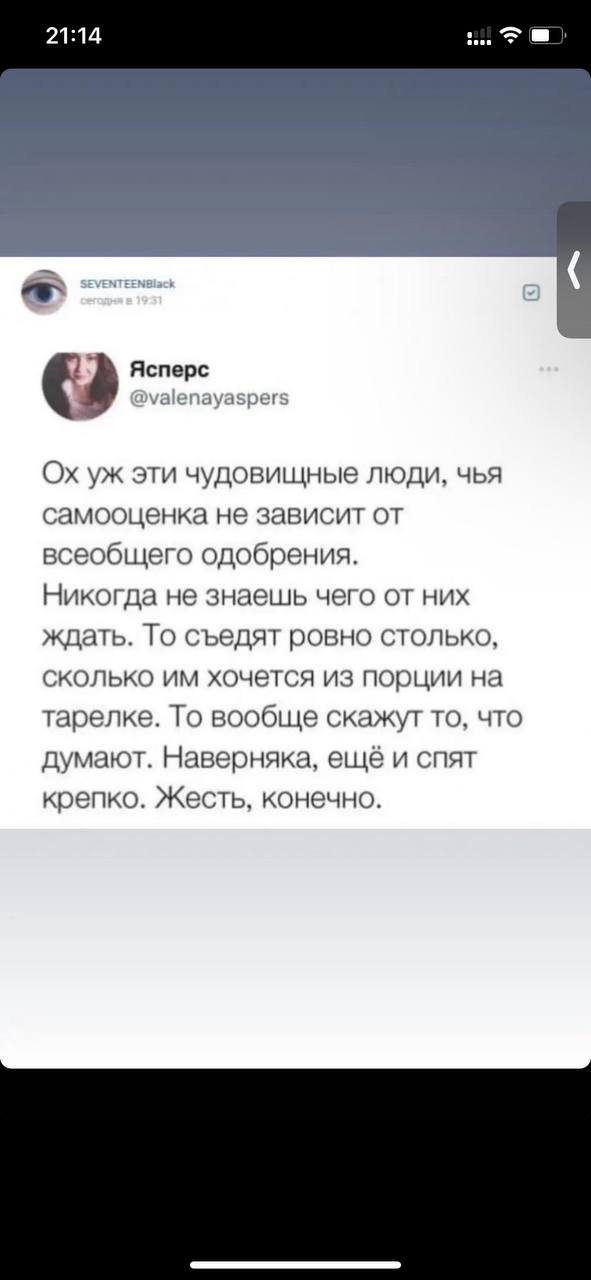 21:14
SEVENTEENBlack
сегодня в 19:31
Ясперс
@valenayaspers
Ох уж эти чудовищные люди, чья
самооценка не зависит от
всеобщего одобрения.
Никогда не знаешь чего от них
ждать. То съедят ровно столько,
сколько им хочется из порции на
тарелке. То вообще скажут то, что
думают. Наверняка, ещё и спят
крепко. Жесть, конечно.